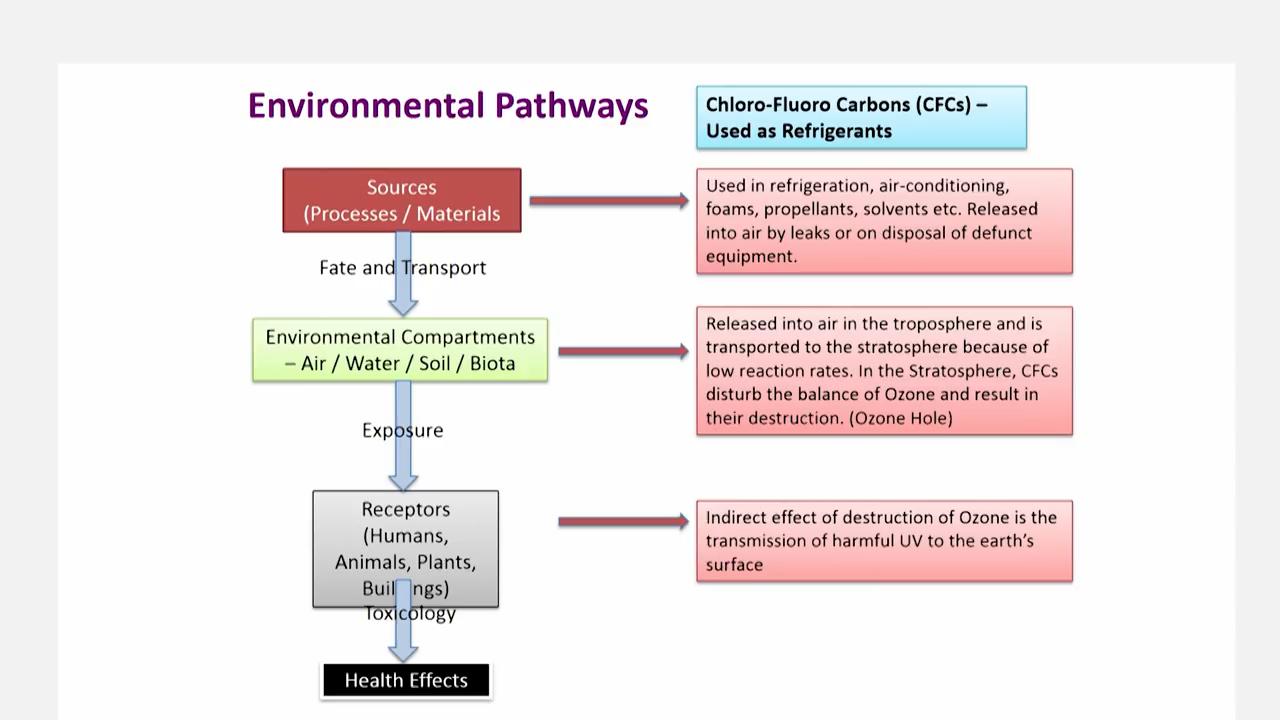 Environmental Pathways
Chloro-Fluoro Carbons (CFCs) –
Used as Refrigerants
Sources
(Processes / Materials
Used in refrigeration, air-conditioning,
foams, propellants, solvents etc. Released
into air by leaks or on disposal of defunct
equipment.
Fate and Transport
Environmental Compartments
– Air / Water / Soil / Biota
Released into air in the troposphere and is
transported to the stratosphere because of
low reaction rates. In the Stratosphere, CFCs
disturb the balance of Ozone and result in
their destruction. (Ozone Hole)
Exposure
Receptors
(Humans,
Animals, Plants,
Buildings)
Indirect effect of destruction of Ozone is the
transmission of harmful UV to the earth’s
surface
Toxicology
Health Effects